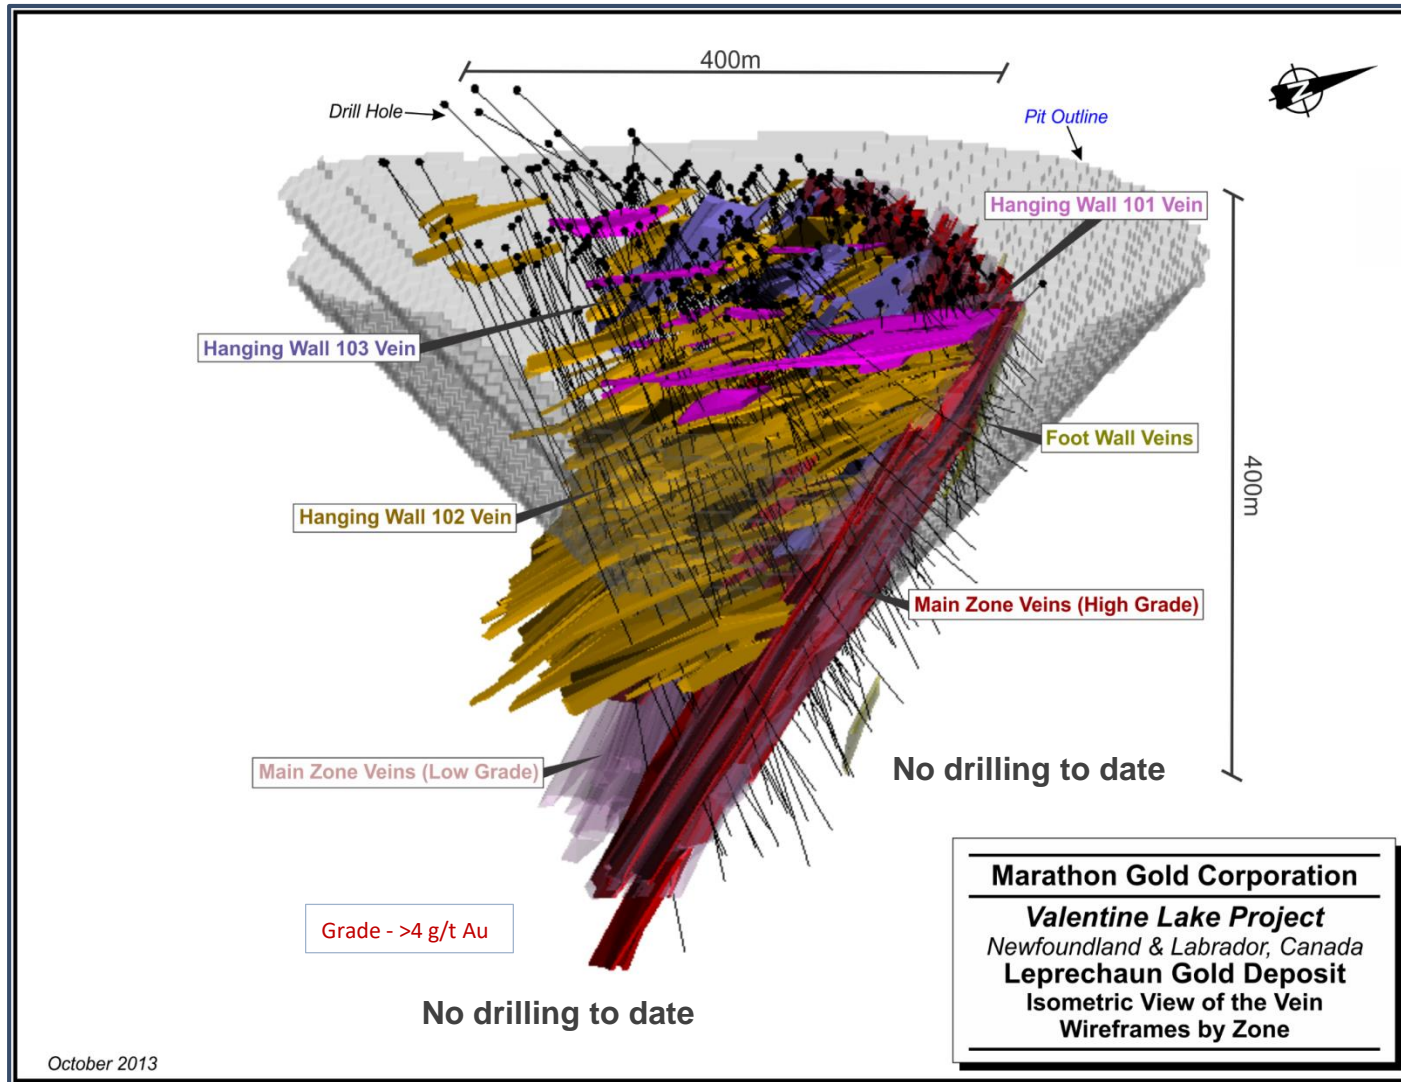 400m
Drill Hole
Pit Outline
N
Hanging Wall 101 Vein
Hanging Wall 103 Vein
Foot Wall Veins
400m
Hanging Wall 102 Vein
Main Zone Veins (High Grade)
Main Zone Veins (Low Grade)
No drilling to date
Grade - >4 g/t Au
No drilling to date
Marathon Gold Corporation
Valentine Lake Project
Newfoundland & Labrador, Canada
Leprechaun Gold Deposit
Isometric View of the Vein
Wireframes by Zone
October 2013